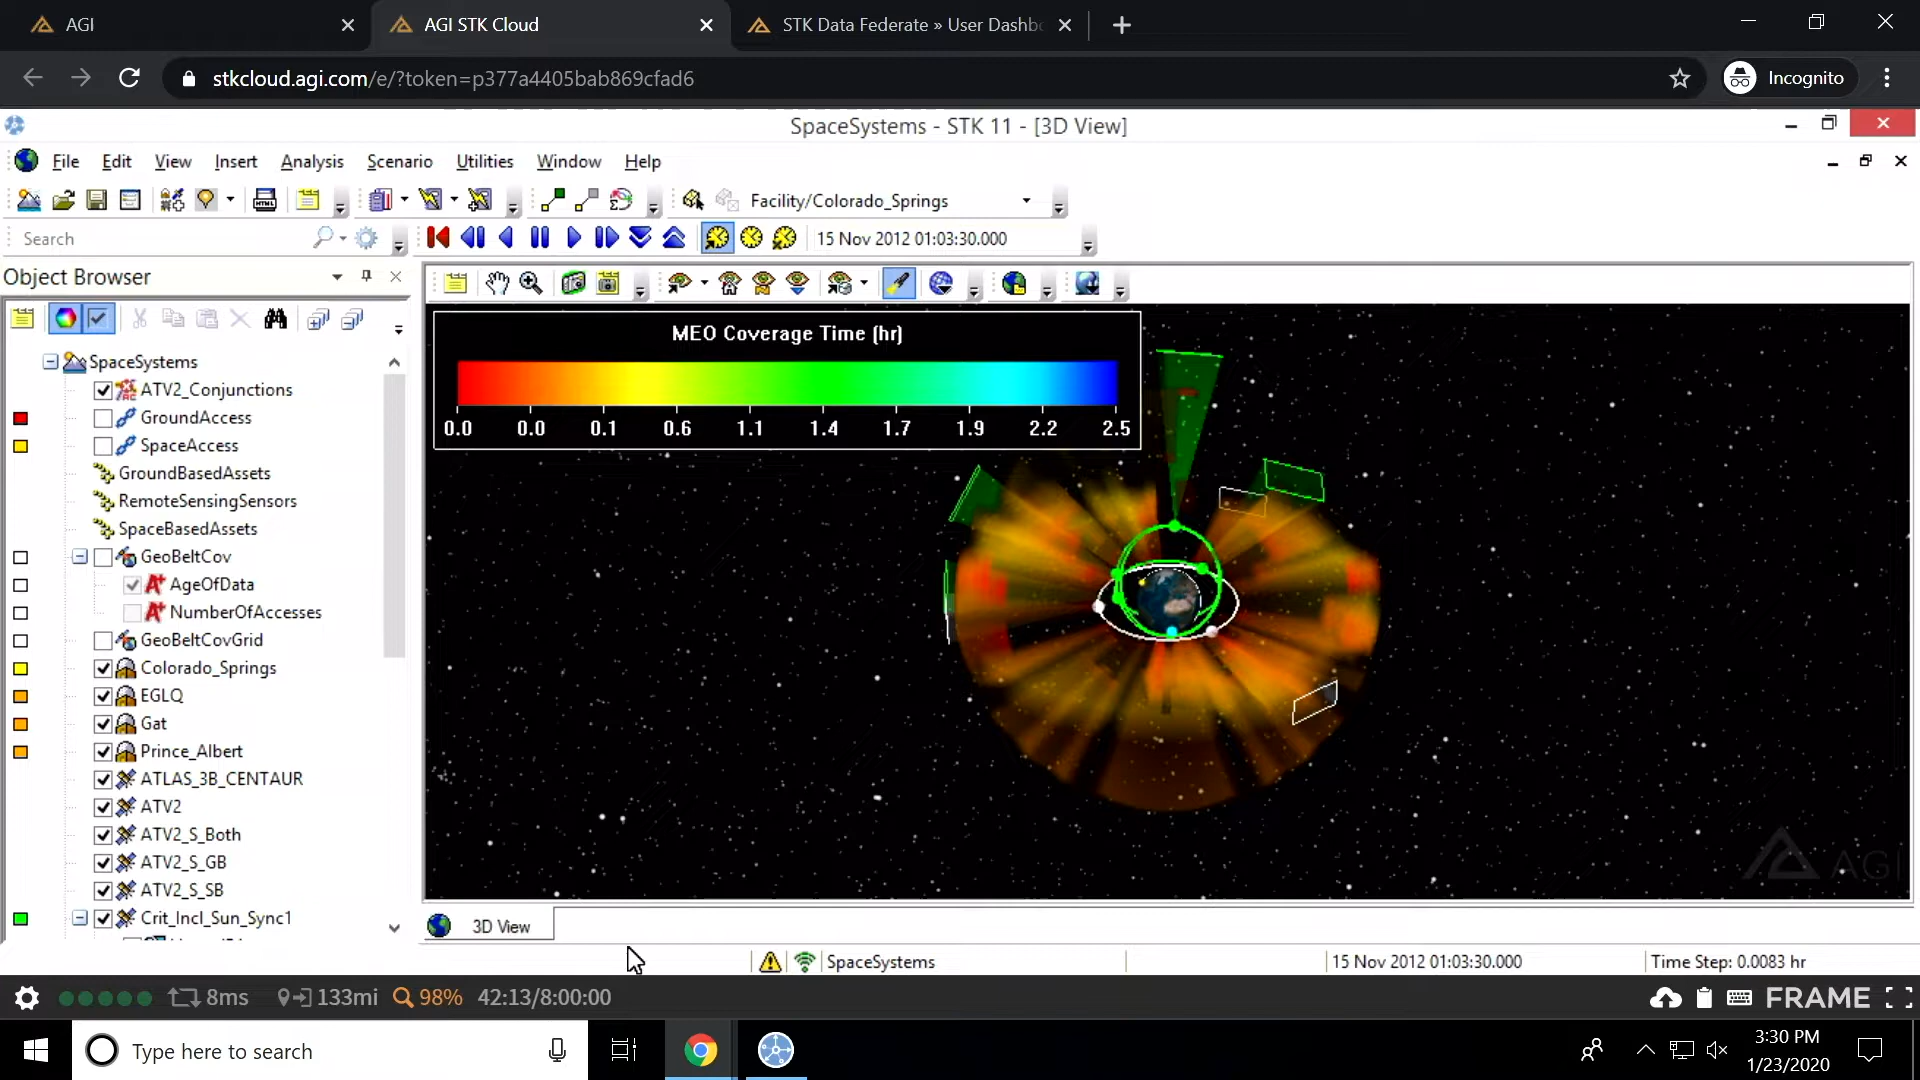 AGI
AGI STK Cloud
STK Data Federate » User Dashbo
stkcloud.agi.com/e/?token=p377a4405bab869cfad6
Incognito
SpaceSystems - STK 11 - [3D View]
File Edit View Insert Analysis Scenario Utilities Window Help
Facility/Colorado_Springs
Search
15 Nov 2012 01:03:30.000
Object Browser
SpaceSystems
ATV2_Conjunctions
GroundAccess
SpaceAccess
GroundBasedAssets
RemoteSensingSensors
SpaceBasedAssets
GeoBeltCov
AgeOfData
NumberOfAccesses
GeoBeltCovGrid
Colorado_Springs
EGLQ
Gat
Prince_Albert
ATLAS_3B_CENTAUR
ATV2
ATV2_S_Both
ATV2_S_GB
ATV2_S_SB
Crit_Incl_Sun_Sync1
MEO Coverage Time (hr)
0.0 0.0 0.1 0.6 1.1 1.4 1.7 1.9 2.2 2.5
AGI
3D View
SpaceSystems
15 Nov 2012 01:03:30.000
Time Step: 0.0083 hr
8ms 133mi 98% 42:13/8:00:00
FRAME
Type here to search
3:30 PM
1/23/2020